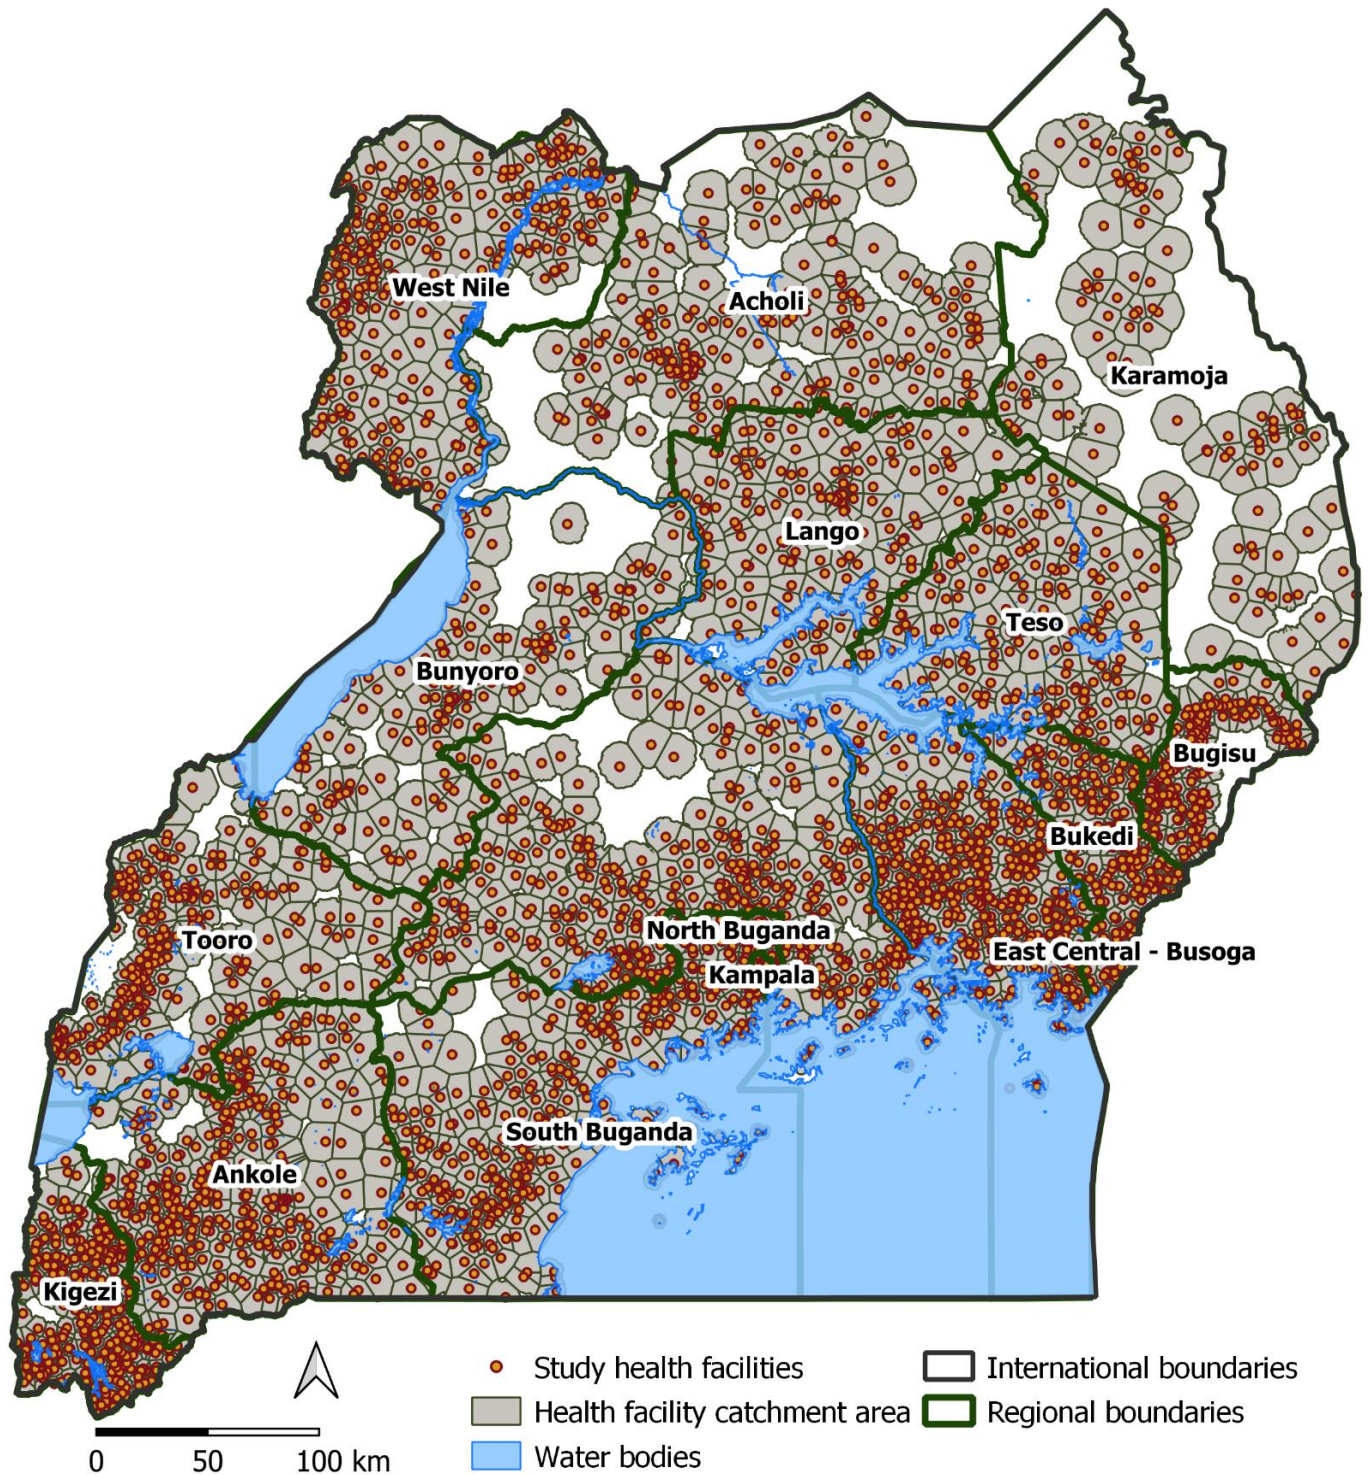 West Nile
Acholi
Karamoja
Lango
Teso
Bunyoro
Bugisu
Bukedi
North Buganda
Tooro
East Central - Busoga
Kampala
South Buganda
Ankole
Kigezi
Study health facilities
International boundaries
Health facility catchment area
Regional boundaries
Water bodies
0 50 100 km